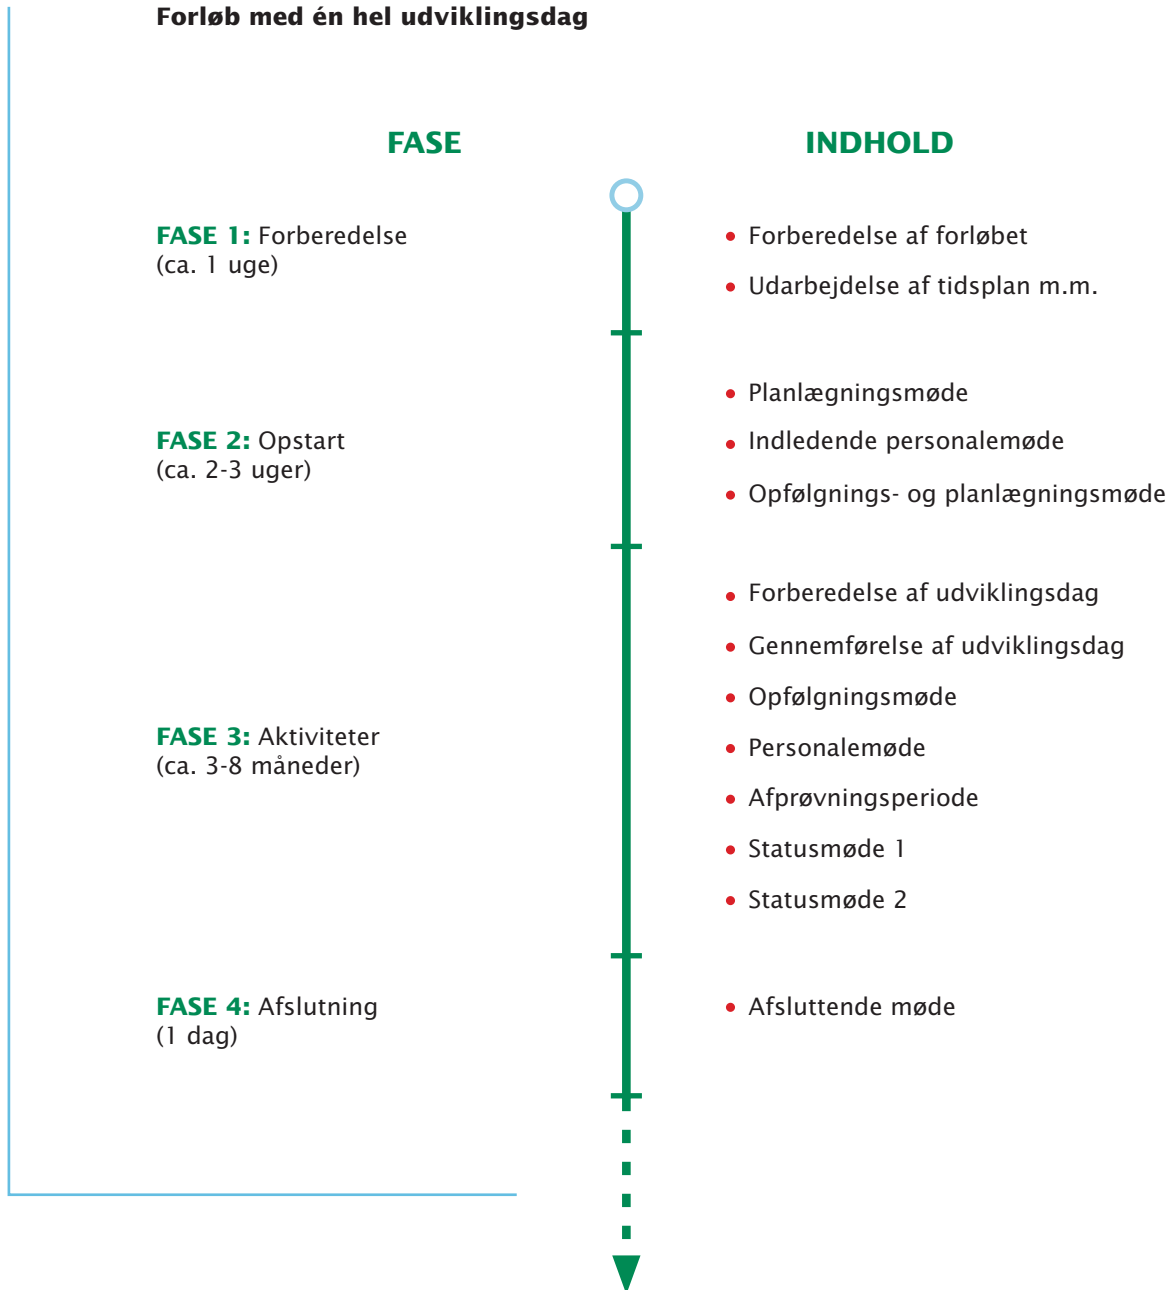 Forløb med én hel udviklingsdag
FASE
INDHOLD
FASE 1: Forberedelse
(ca. 1 uge)
• Forberedelse af forløbet
• Udarbejdelse af tidsplan m.m.
FASE 2: Opstart
(ca. 2-3 uger)
• Planlægningsmøde
• Indledende personalemøde
• Opfølgnings- og planlægningsmøde
FASE 3: Aktiviteter
(ca. 3-8 måneder)
• Forberedelse af udviklingsdag
• Gennemførelse af udviklingsdag
• Opfølgningsmøde
• Personalemøde
• Afprøvningsperiode
• Statusmøde 1
• Statusmøde 2
FASE 4: Afslutning
(1 dag)
• Afsluttende møde